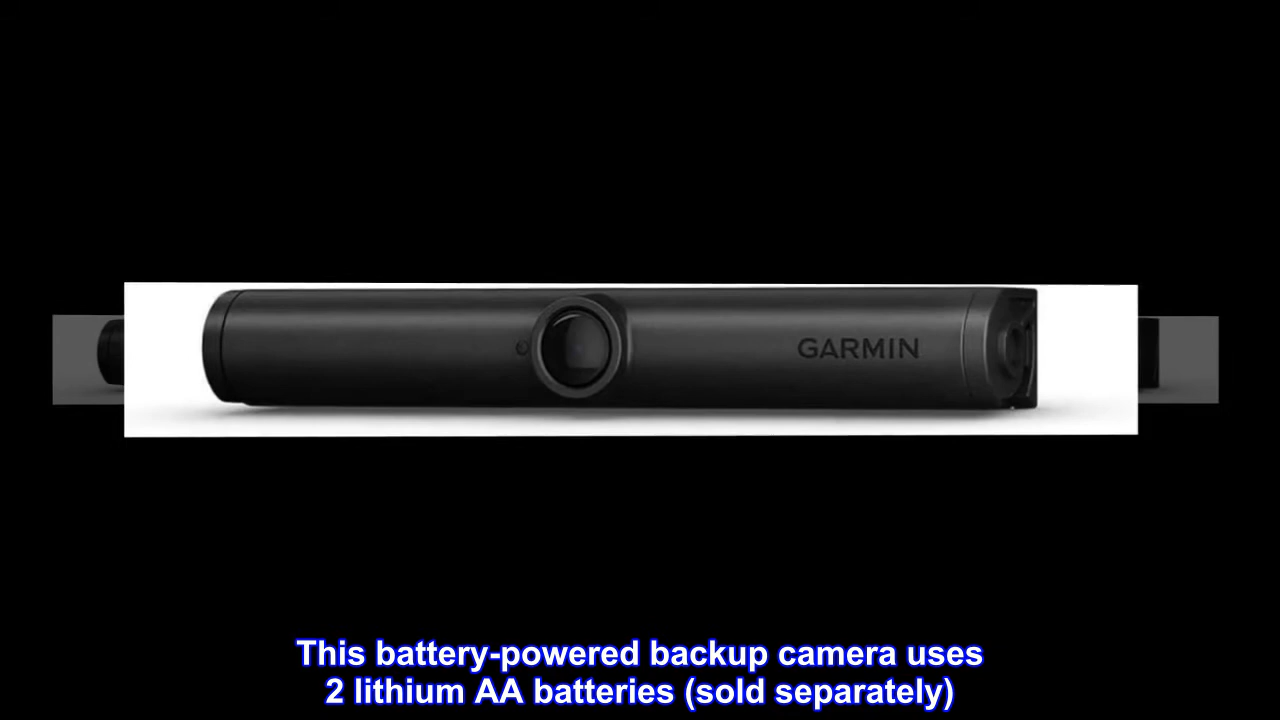 GARMIN
This battery-powered backup camera uses
2 lithium AA batteries (sold separately)